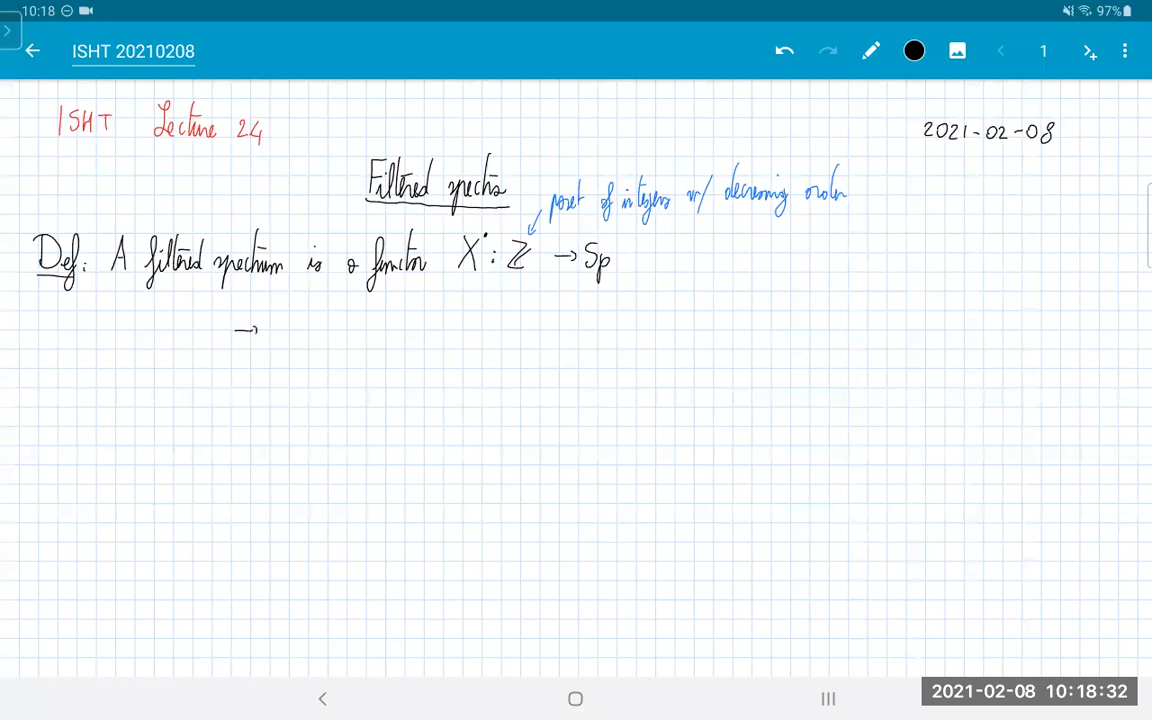 10:18 97%
ISHT 20210208
1
ISHT Lecture 24
2021-02-08
Filtered spectra
poset of integers w/ decreasing order
Def: A filtered spectrum is a functor X^• : ℤ → Sp
→
2021-02-08 10:18:32